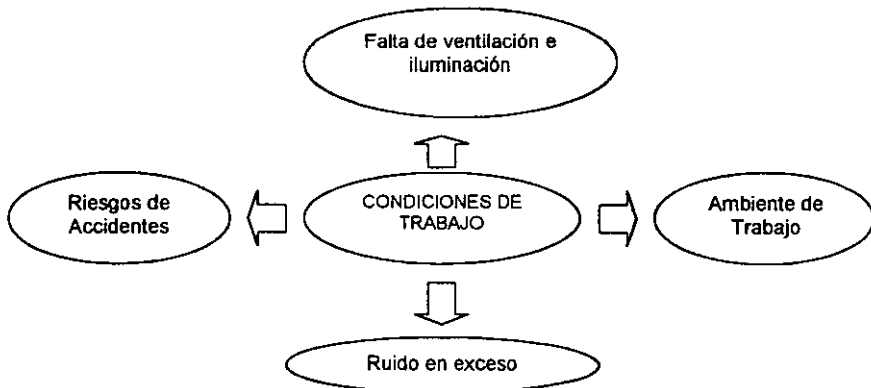 Falta de ventilación e
iluminación
Riesgos de
Accidentes
CONDICIONES DE
TRABAJO
Ambiente de
Trabajo
Ruido en exceso